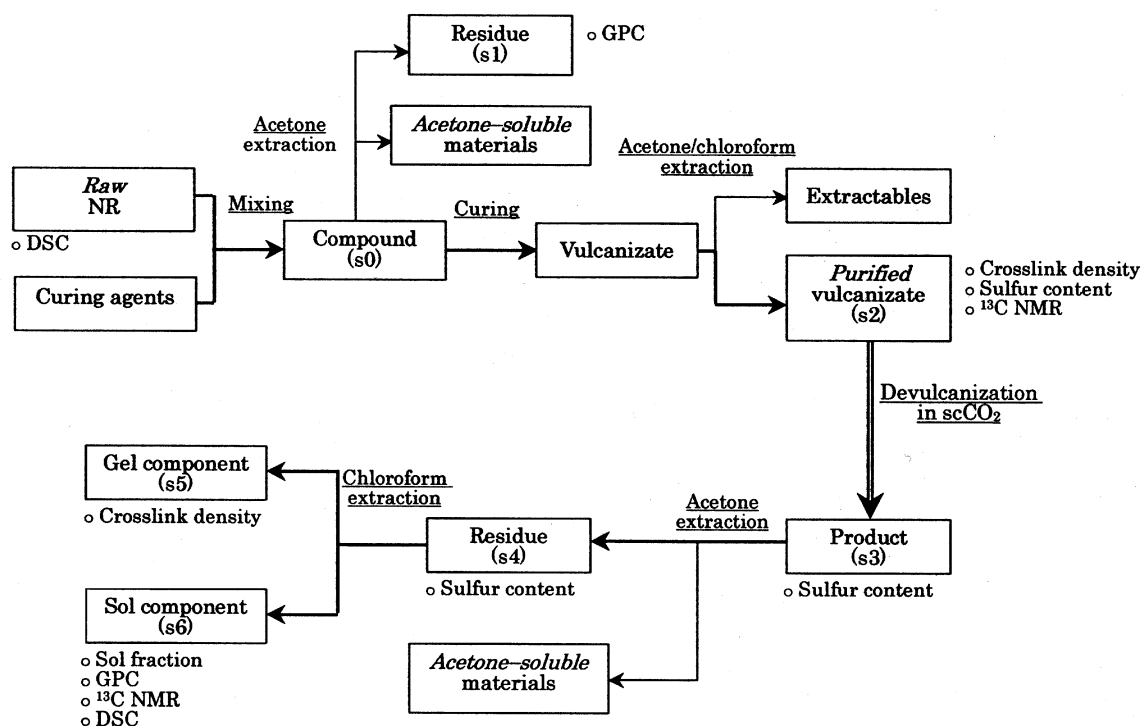 Residue
(s1)
○ GPC
Acetone
extraction
Acetone–soluble
materials
Acetone/chloroform
extraction
Raw
NR
○ DSC
Mixing
Compound
(s0)
Curing
Vulcanizate
Extractables
Curing agents
Purified
vulcanizate
(s2)
○ Crosslink density
○ Sulfur content
○ ¹³C NMR
Devulcanization
in scCO₂
Gel component
(s5)
○ Crosslink density
Chloroform
extraction
Residue
(s4)
○ Sulfur content
Acetone
extraction
Product
(s3)
○ Sulfur content
Sol component
(s6)
○ Sol fraction
○ GPC
○ ¹³C NMR
○ DSC
Acetone–soluble
materials